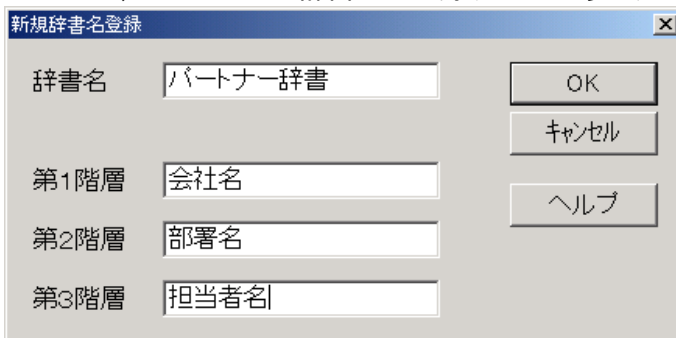 新規辞書名登録
辞書名 パートナー辞書 OK
キャンセル
第1階層 会社名
ヘルプ
第2階層 部署名
第3階層 担当者名